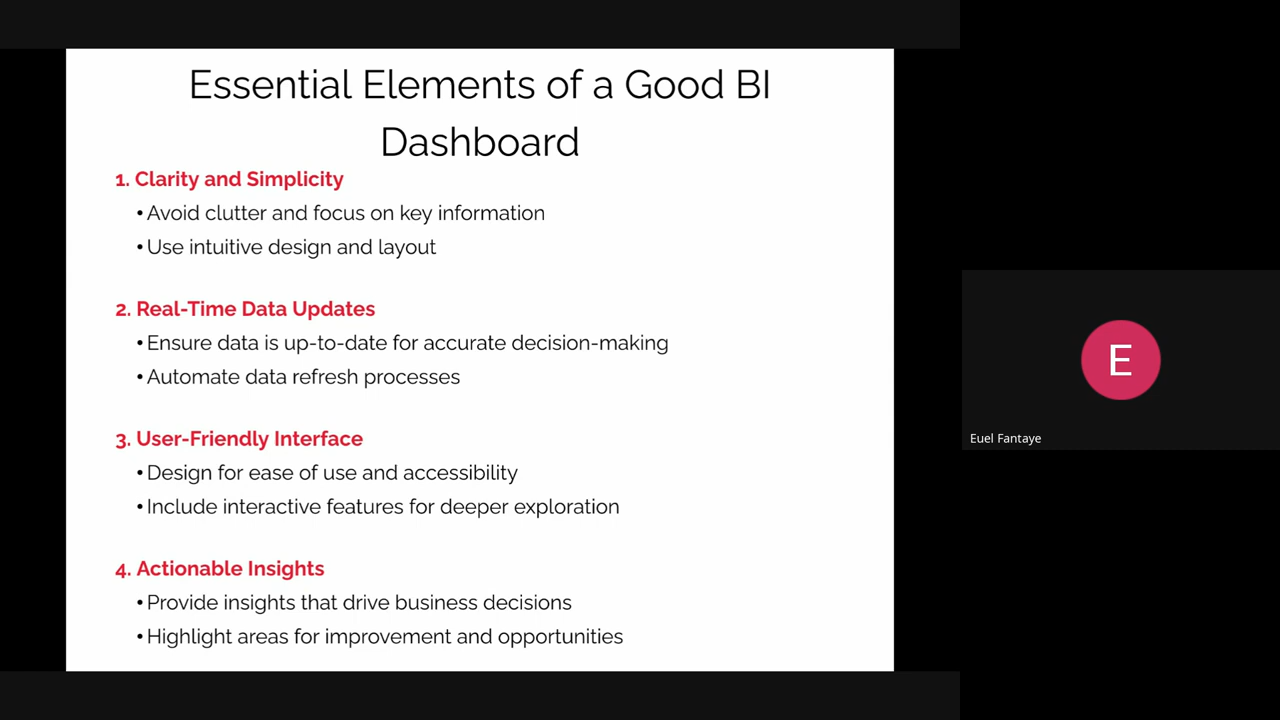 Essential Elements of a Good BI
Dashboard
1. Clarity and Simplicity
•Avoid clutter and focus on key information
•Use intuitive design and layout
2. Real-Time Data Updates
•Ensure data is up-to-date for accurate decision-making
•Automate data refresh processes
3. User-Friendly Interface
•Design for ease of use and accessibility
•Include interactive features for deeper exploration
4. Actionable Insights
•Provide insights that drive business decisions
•Highlight areas for improvement and opportunities
E
Euel Fantaye